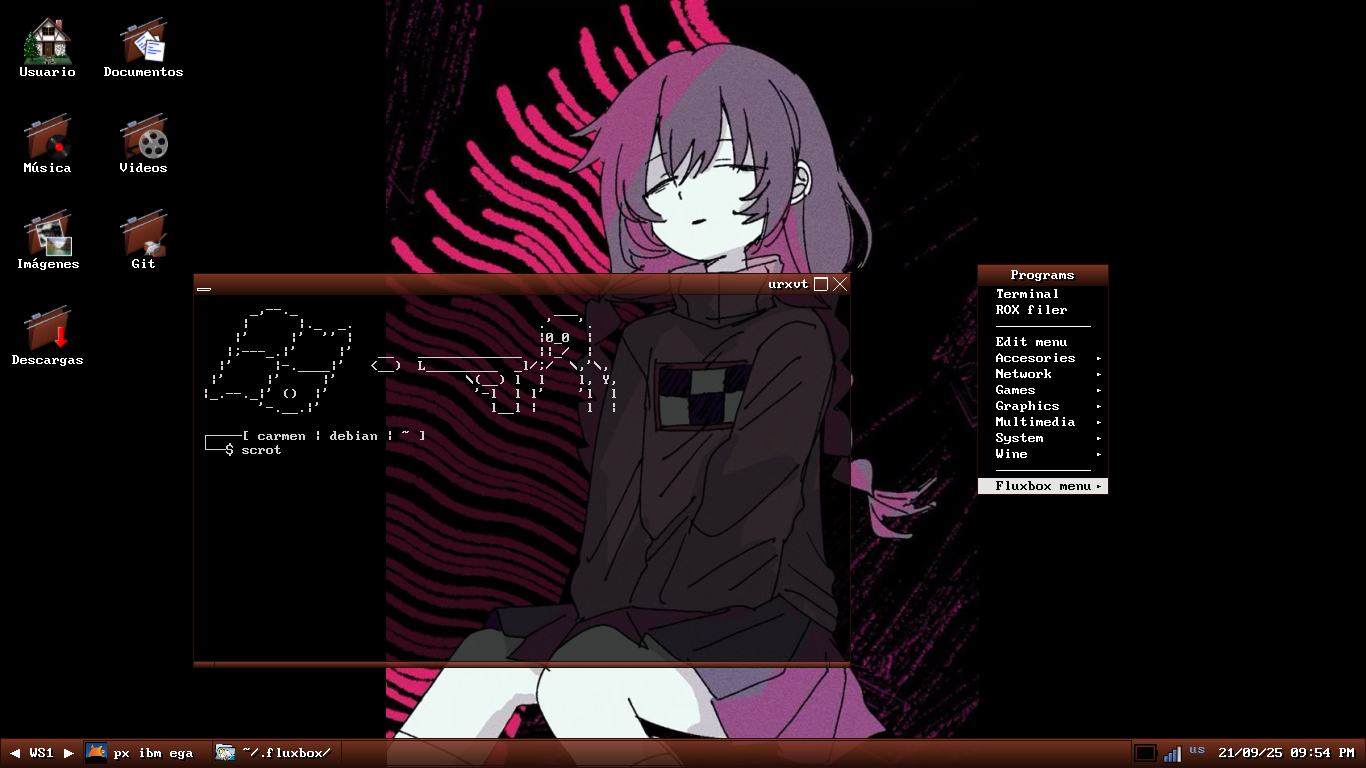 Usuario
Documentos
Música
Videos
Imágenes
Git
Descargas
urxvt
0_0
[ carmen ¦ debian ¦ ~ ]
$ scrot
Programs
Terminal
ROX filer
Edit menu
Accesories
Network
Games
Graphics
Multimedia
System
Wine
Fluxbox menu
WS1
px ibm ega
~/.fluxbox/
us
21/09/25 09:54 PM